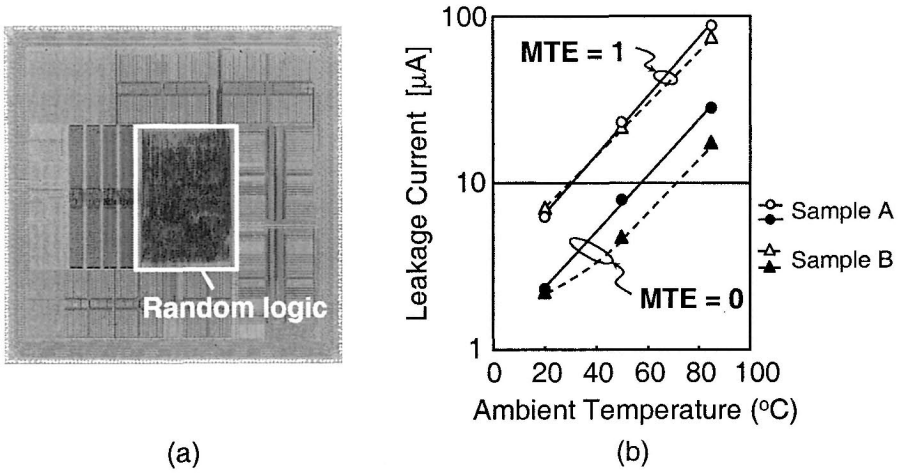 Random logic
(a)
100
10
1
Leakage Current [μA]
MTE = 1
MTE = 0
0 20 40 60 80 100
Ambient Temperature (°C)
Sample A
Sample B
(b)